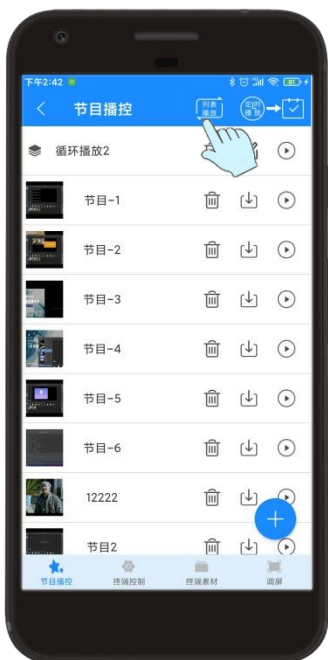 下午2:42
节目播控
列表
播放
定时
播放
循环播放2
节目-1
节目-2
节目-3
节目-4
节目-5
节目-6
12222
节目2
节目播控 终端控制 终端素材 调屏